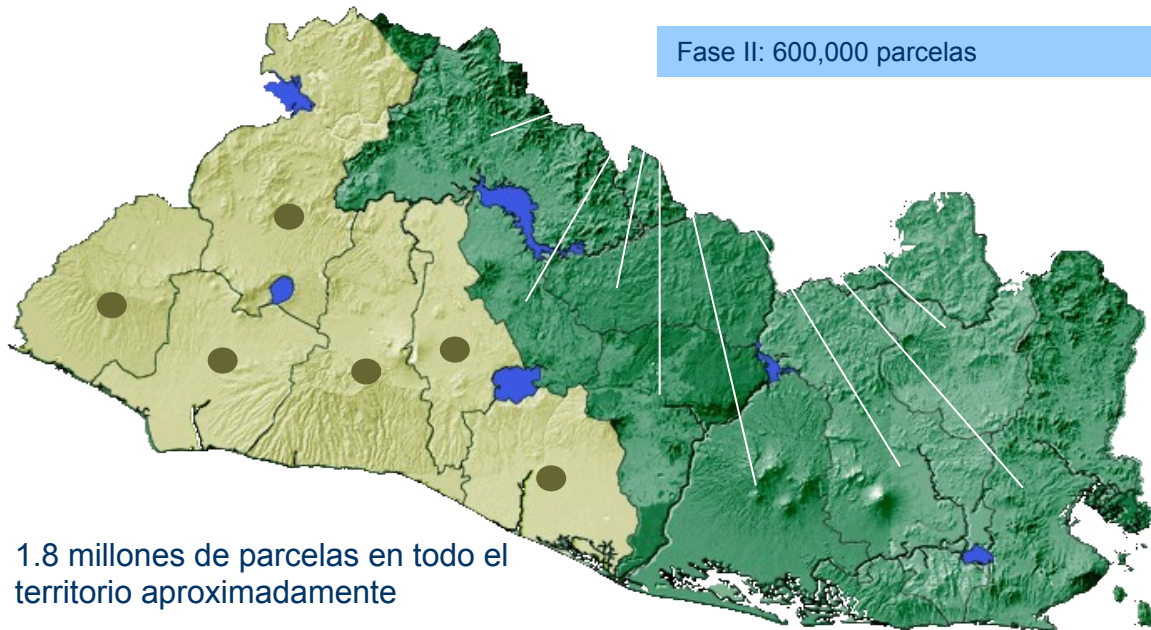 Fase II: 600,000 parcelas
1.8 millones de parcelas en todo el
territorio aproximadamente